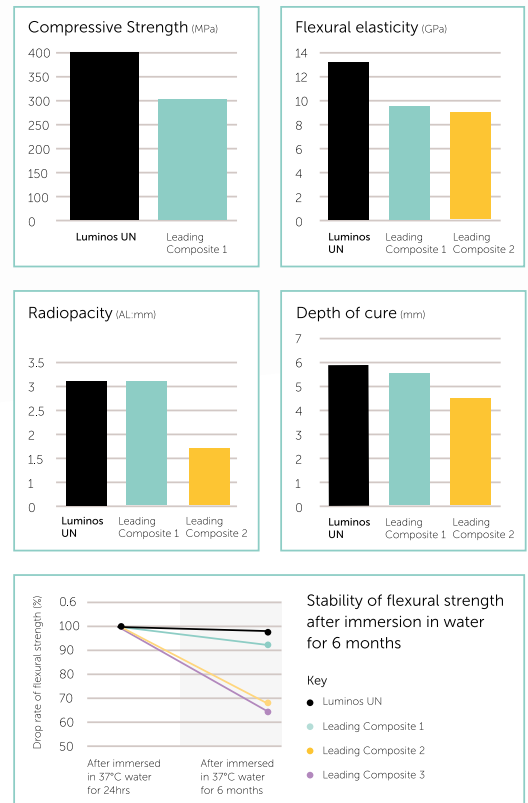 Compressive Strength (MPa)
400
350
300
250
200
150
100
0
Luminos UN
Leading
Composite 1
Flexural elasticity (GPa)
14
12
10
8
6
4
2
0
Luminos
UN
Leading
Composite 1
Leading
Composite 2
Radiopacity (AL:mm)
3.5
3
2.5
2
1.5
1
0
Luminos
UN
Leading
Composite 1
Leading
Composite 2
Depth of cure (mm)
7
6
5
4
3
2
1
0
Luminos
UN
Leading
Composite 1
Leading
Composite 2
Drop rate of flexural strength (%)
0.6
100
90
80
70
60
50
After immersed
in 37°C water
for 24hrs
After immersed
in 37°C water
for 6 months
Stability of flexural strength
after immersion in water
for 6 months
Key
Luminos UN
Leading Composite 1
Leading Composite 2
Leading Composite 3